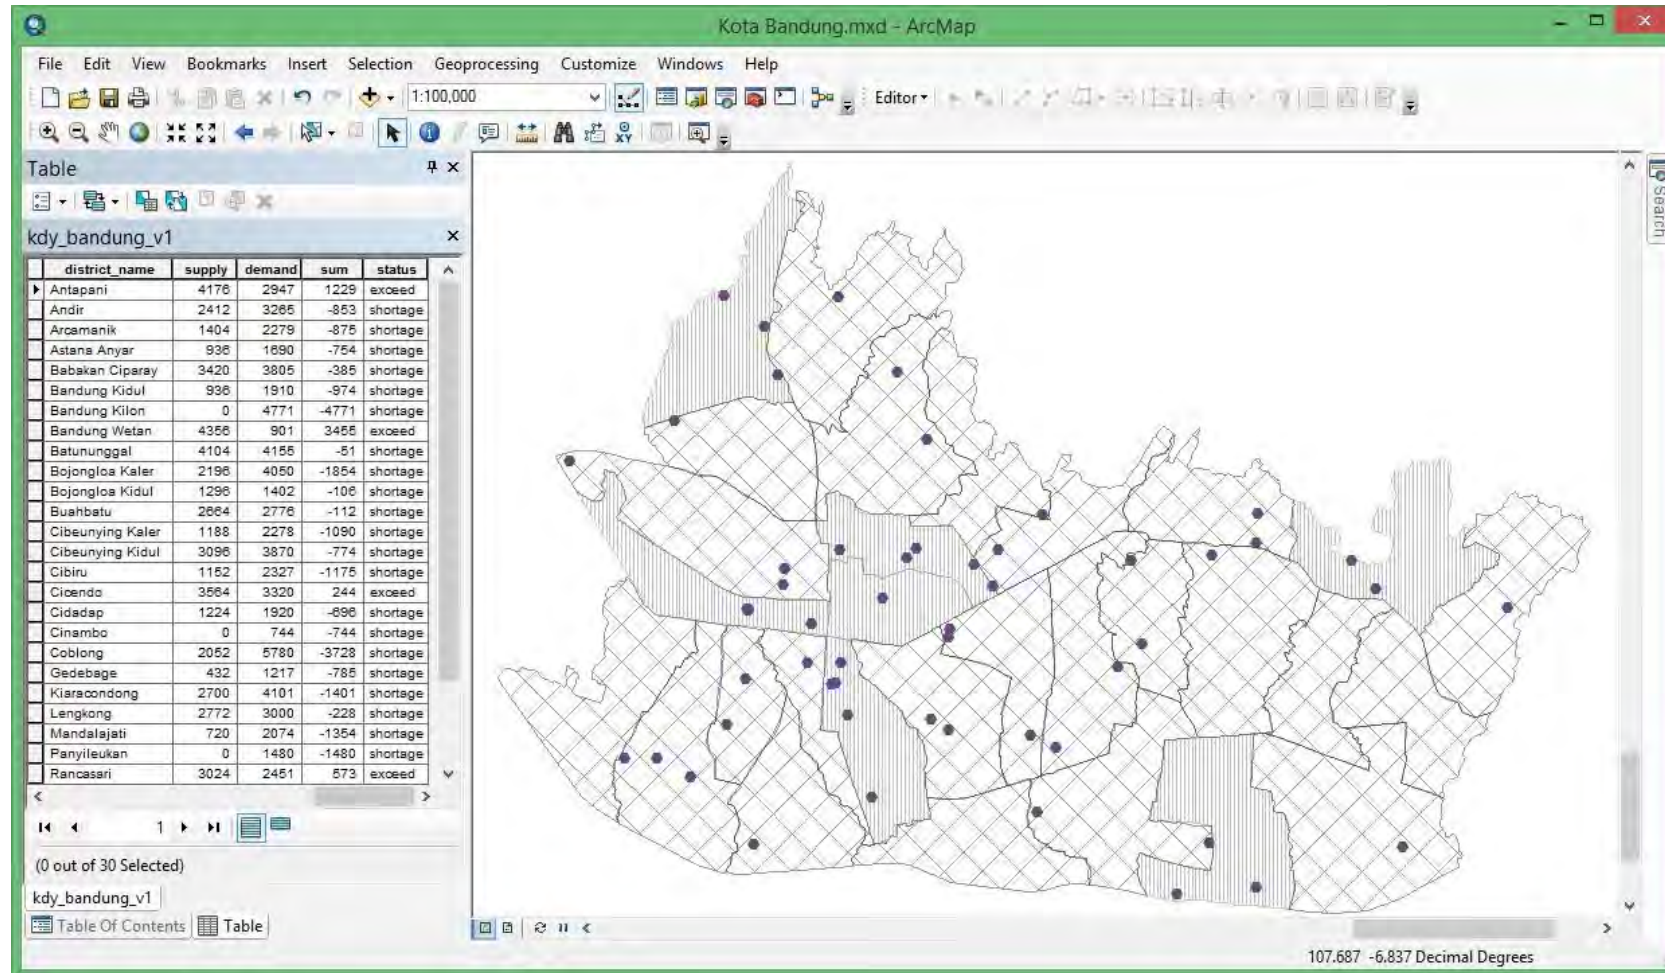 Kota Bandung.mxd - ArcMap
File Edit View Bookmarks Insert Selection Geoprocessing Customize Windows Help
1:100,000
Editor
Table
kdy_bandung_v1
district_name supply demand sum status
Antapani 4176 2947 1229 exceed
Andir 2412 3265 -853 shortage
Arcamanik 1404 2279 -875 shortage
Astana Anyar 936 1690 -754 shortage
Babakan Ciparay 3420 3805 -385 shortage
Bandung Kidul 936 1910 -974 shortage
Bandung Kilon 0 4771 -4771 shortage
Bandung Wetan 4356 901 3455 exceed
Batununggal 4104 4155 -51 shortage
Bojongloa Kaler 2196 4050 -1854 shortage
Bojongloa Kidul 1296 1402 -106 shortage
Buahbatu 2664 2776 -112 shortage
Cibeunying Kaler 1188 2278 -1090 shortage
Cibeunying Kidul 3096 3870 -774 shortage
Cibiru 1152 2327 -1175 shortage
Cicendo 3564 3320 244 exceed
Cidadap 1224 1920 -696 shortage
Cinambo 0 744 -744 shortage
Coblong 2052 5780 -3728 shortage
Gedebage 432 1217 -785 shortage
Kiaracondong 2700 4101 -1401 shortage
Lengkong 2772 3000 -228 shortage
Mandalajati 720 2074 -1354 shortage
Panyileukan 0 1480 -1480 shortage
Rancasari 3024 2451 573 exceed
1
(0 out of 30 Selected)
kdy_bandung_v1
Table Of Contents Table
Search
107.687 -6.837 Decimal Degrees